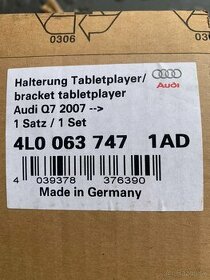 0306
030
Halterung Tabletplayer/
bracket tabletplayer
Audi
Audi Q7 2007 -->
1 Satz / 1 Set
4L0 063 747 1AD
4 039378 376390
Made in Germany